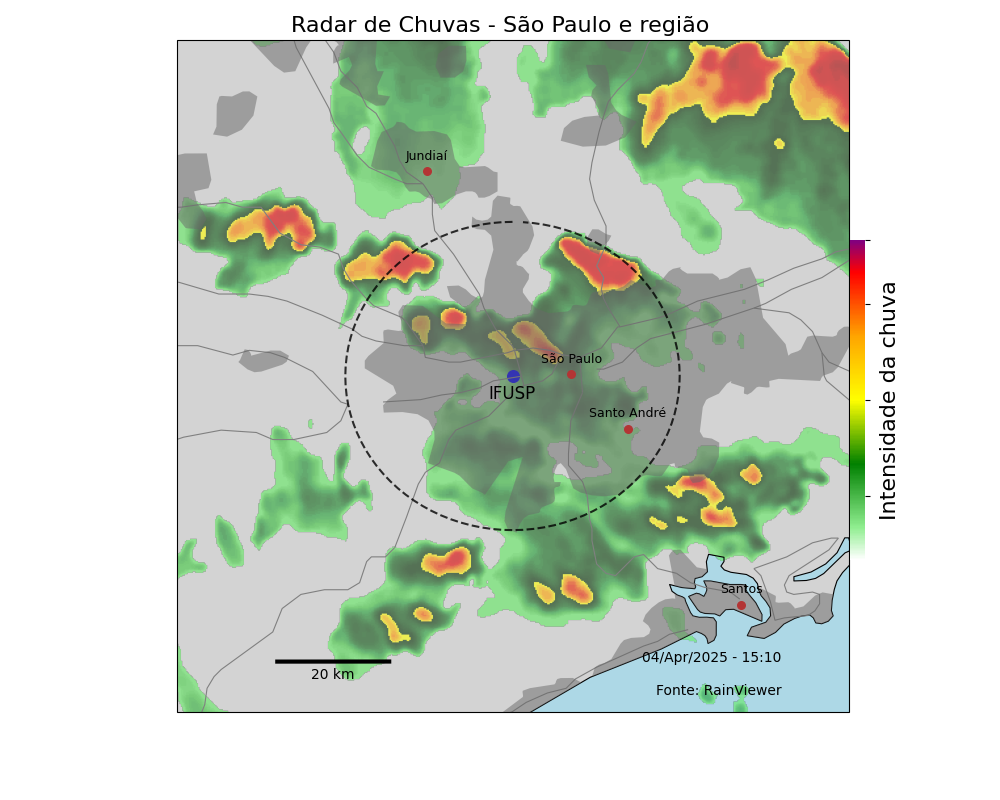 Radar de Chuvas - São Paulo e região
Jundiaí
São Paulo
IFUSP
Santo André
Intensidade da chuva
Santos
04/Apr/2025 - 15:10
20 km
Fonte: RainViewer